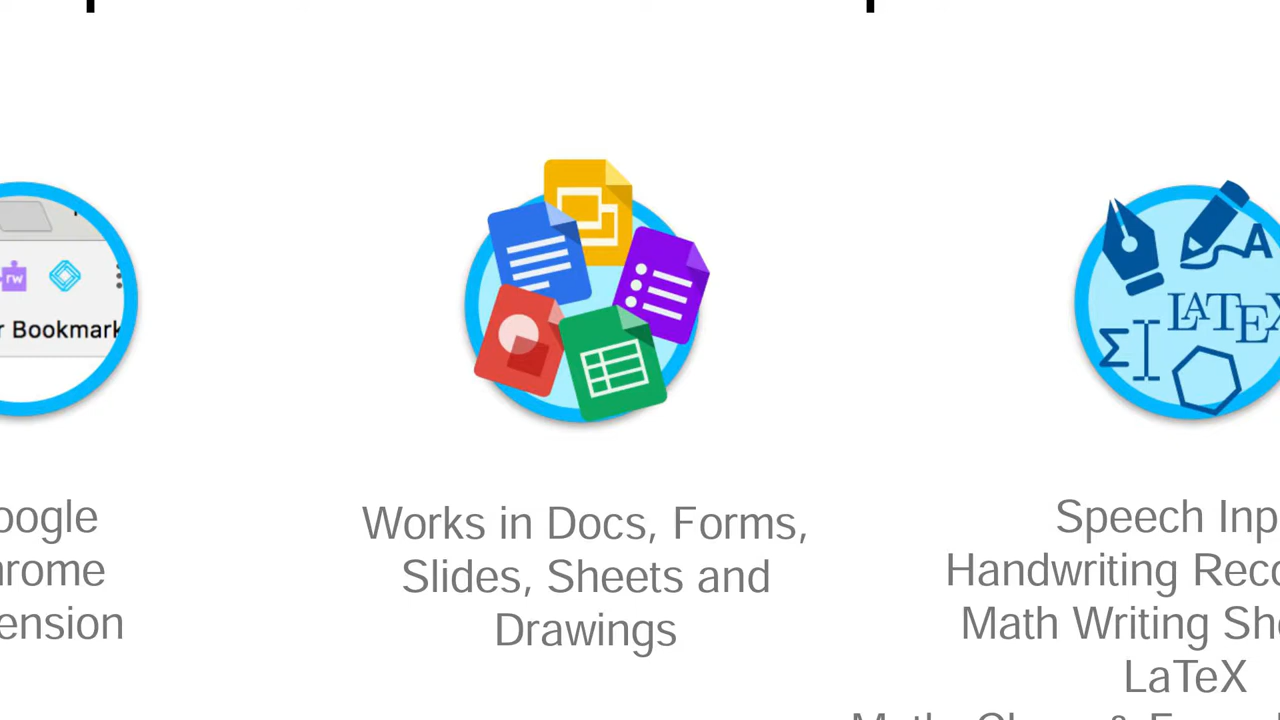 rw
r Bookmark
A
LATEX
Σ
oogle
rome
ension
Works in Docs, Forms,
Slides, Sheets and
Drawings
Speech Inp
Handwriting Reco
Math Writing Sh
LaTeX